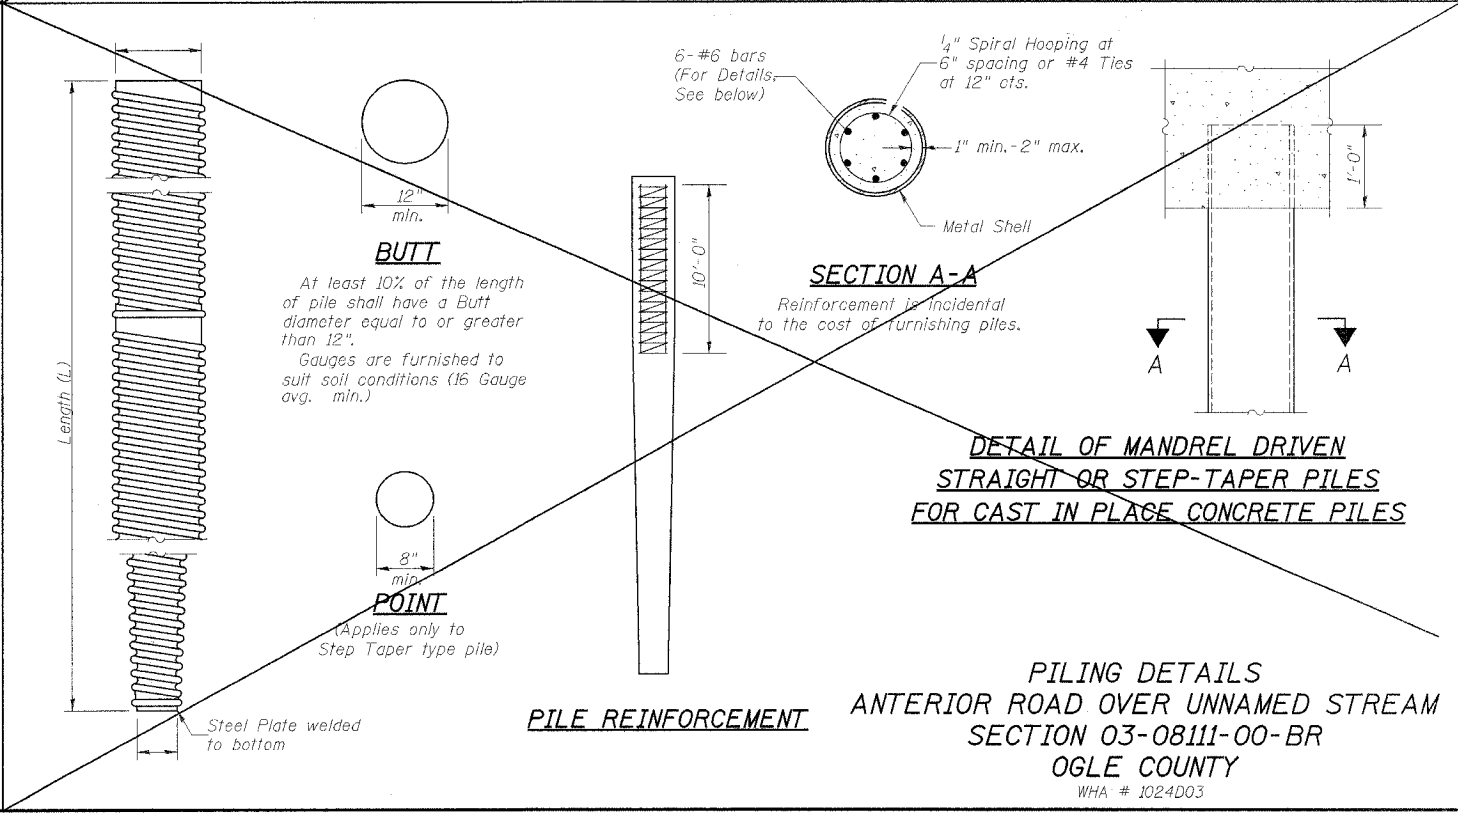 Length (L)
12"
min.
BUTT
At least 10% of the length
of pile shall have a Butt
diameter equal to or greater
than 12".
Gauges are furnished to
suit soil conditions (16 Gauge
avg. min.)
8"
min.
POINT
(Applies only to
Step Taper type pile)
Steel Plate welded
to bottom
10'-0"
PILE REINFORCEMENT
6-#6 bars
(For Details,
See below)
1/4" Spiral Hooping at
6" spacing or #4 Ties
at 12" cts.
1" min.-2" max.
Metal Shell
SECTION A-A
Reinforcement is incidental
to the cost of furnishing piles.
1'-0"
A
A
DETAIL OF MANDREL DRIVEN
STRAIGHT OR STEP-TAPER PILES
FOR CAST IN PLACE CONCRETE PILES
PILING DETAILS
ANTERIOR ROAD OVER UNNAMED STREAM
SECTION 03-08111-00-BR
OGLE COUNTY
WHA # 1024D03